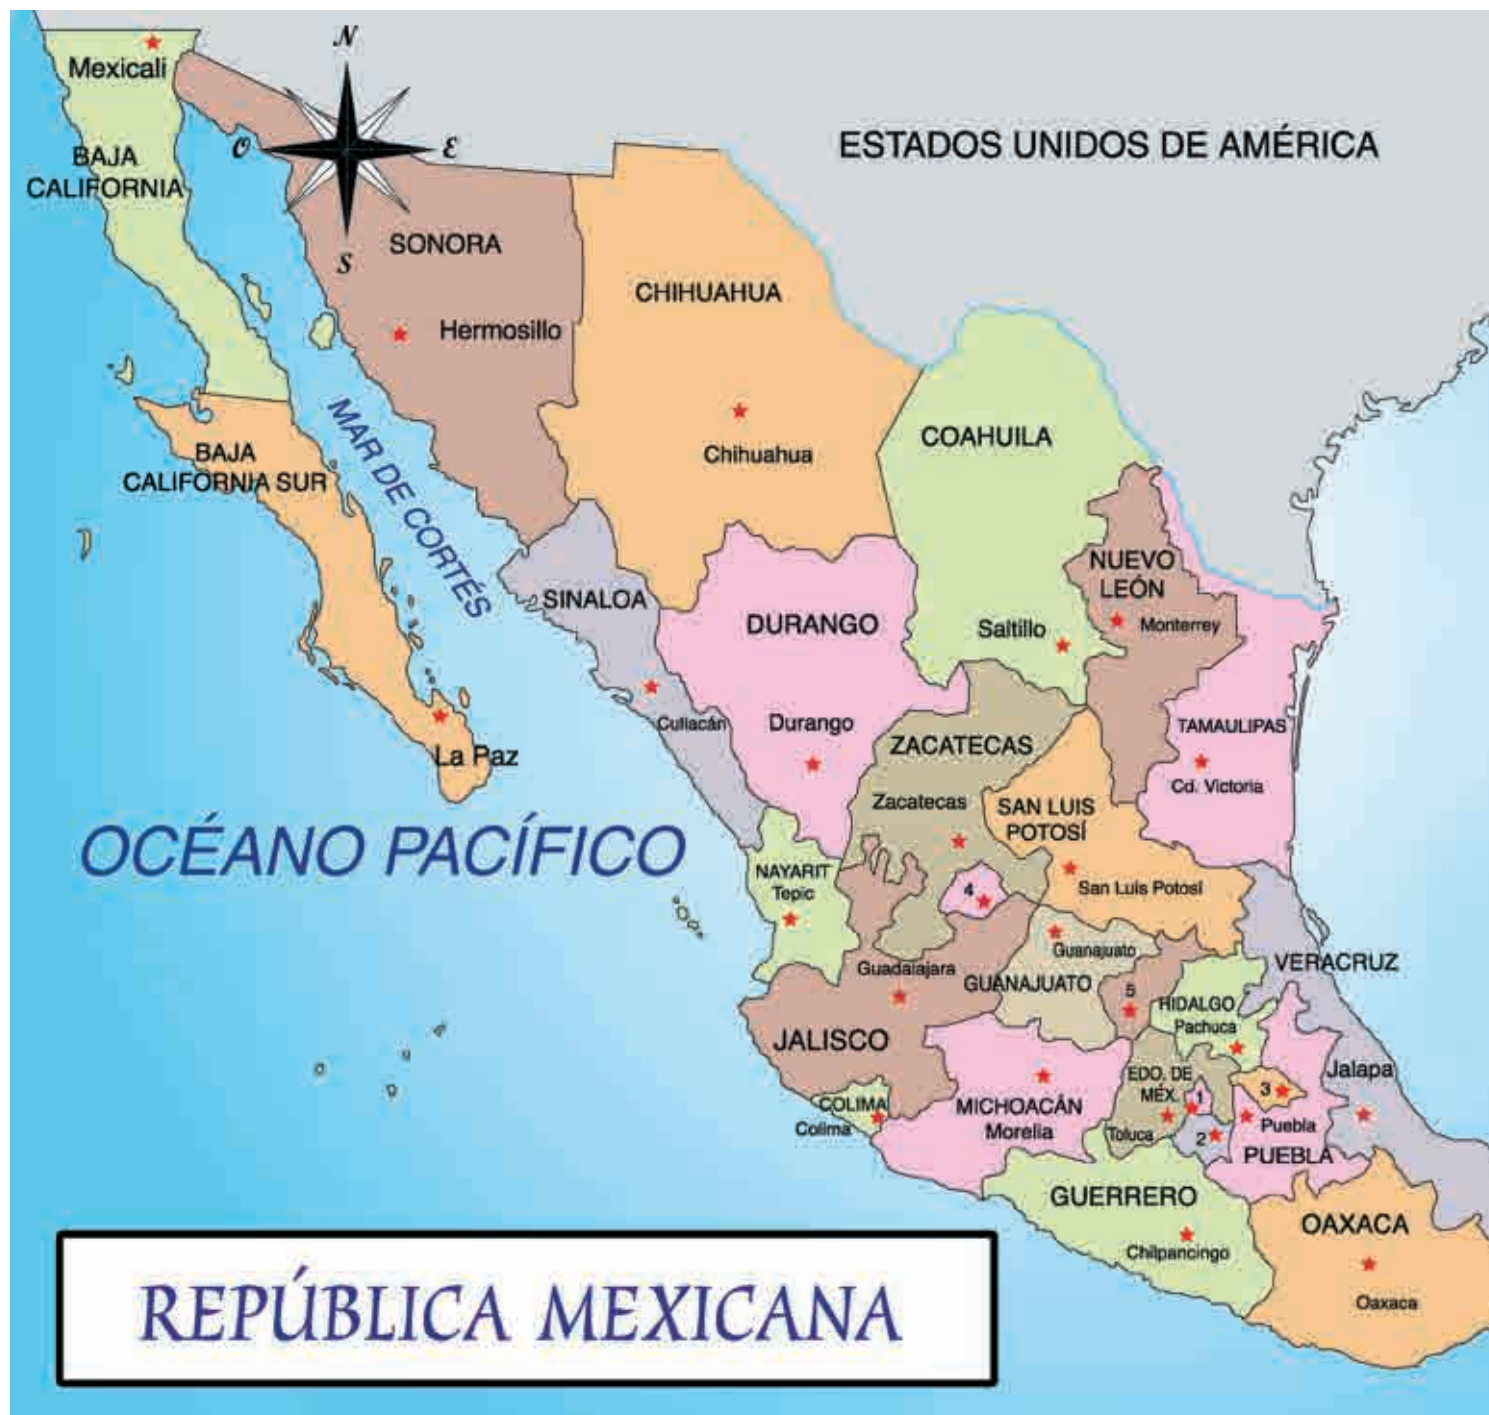 N
Mexicali
ESTADOS UNIDOS DE AMÉRICA
O
E
BAJA
CALIFORNIA
SONORA
S
CHIHUAHUA
Hermosillo
MAR DE CORTÉS
COAHUILA
BAJA
CALIFORNIA SUR
Chihuahua
NUEVO
LEÓN
SINALOA
DURANGO
Saltillo
Monterrey
Culiacán
Durango
TAMAULIPAS
ZACATECAS
La Paz
Cd. Victoria
Zacatecas
SAN LUIS
POTOSÍ
OCÉANO PACÍFICO
NAYARIT
Tepic
4
San Luis Potosí
Guanajuato
VERACRUZ
Guadalajara
GUANAJUATO
5
HIDALGO
Pachuca
JALISCO
EDO. DE
MÉX.
Jalapa
3
1
COLIMA
Colima
MICHOACÁN
Morelia
Toluca
2
Puebla
PUEBLA
GUERRERO
OAXACA
Chilpancingo
Oaxaca
REPÚBLICA MEXICANA